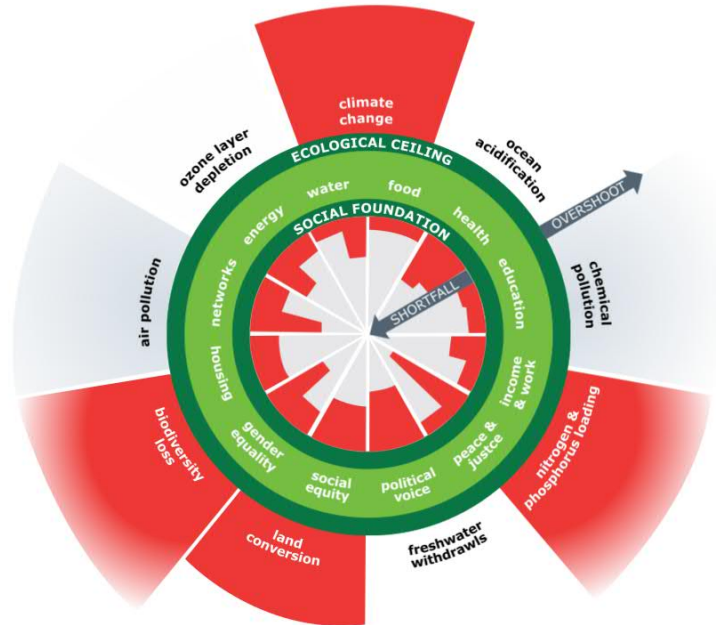 climate
change
ozone layer
depletion
ocean
acidification
ECOLOGICAL CEILING
OVERSHOOT
water
food
energy
health
SOCIAL FOUNDATION
networks
education
SHORTFALL
air pollution
chemical
pollution
housing
income
& work
biodiversity
loss
gender
equality
social
equity
political
voice
peace &
justce
nitrogen &
phosphorus loading
land
conversion
freshwater
withdrawls